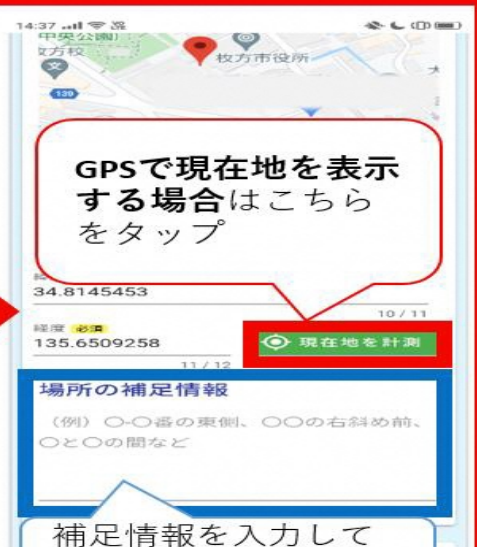 14:37
中央公園
枚方市役所
139
GPSで現在地を表示
する場合はこちら
をタップ
34.8145453
10 / 11
経度 必須
135.6509258
現在地を計測
11 / 12
場所の補足情報
（例）〇-〇番の東側、〇〇の右斜め前、
〇と〇の間など
補足情報を入力して